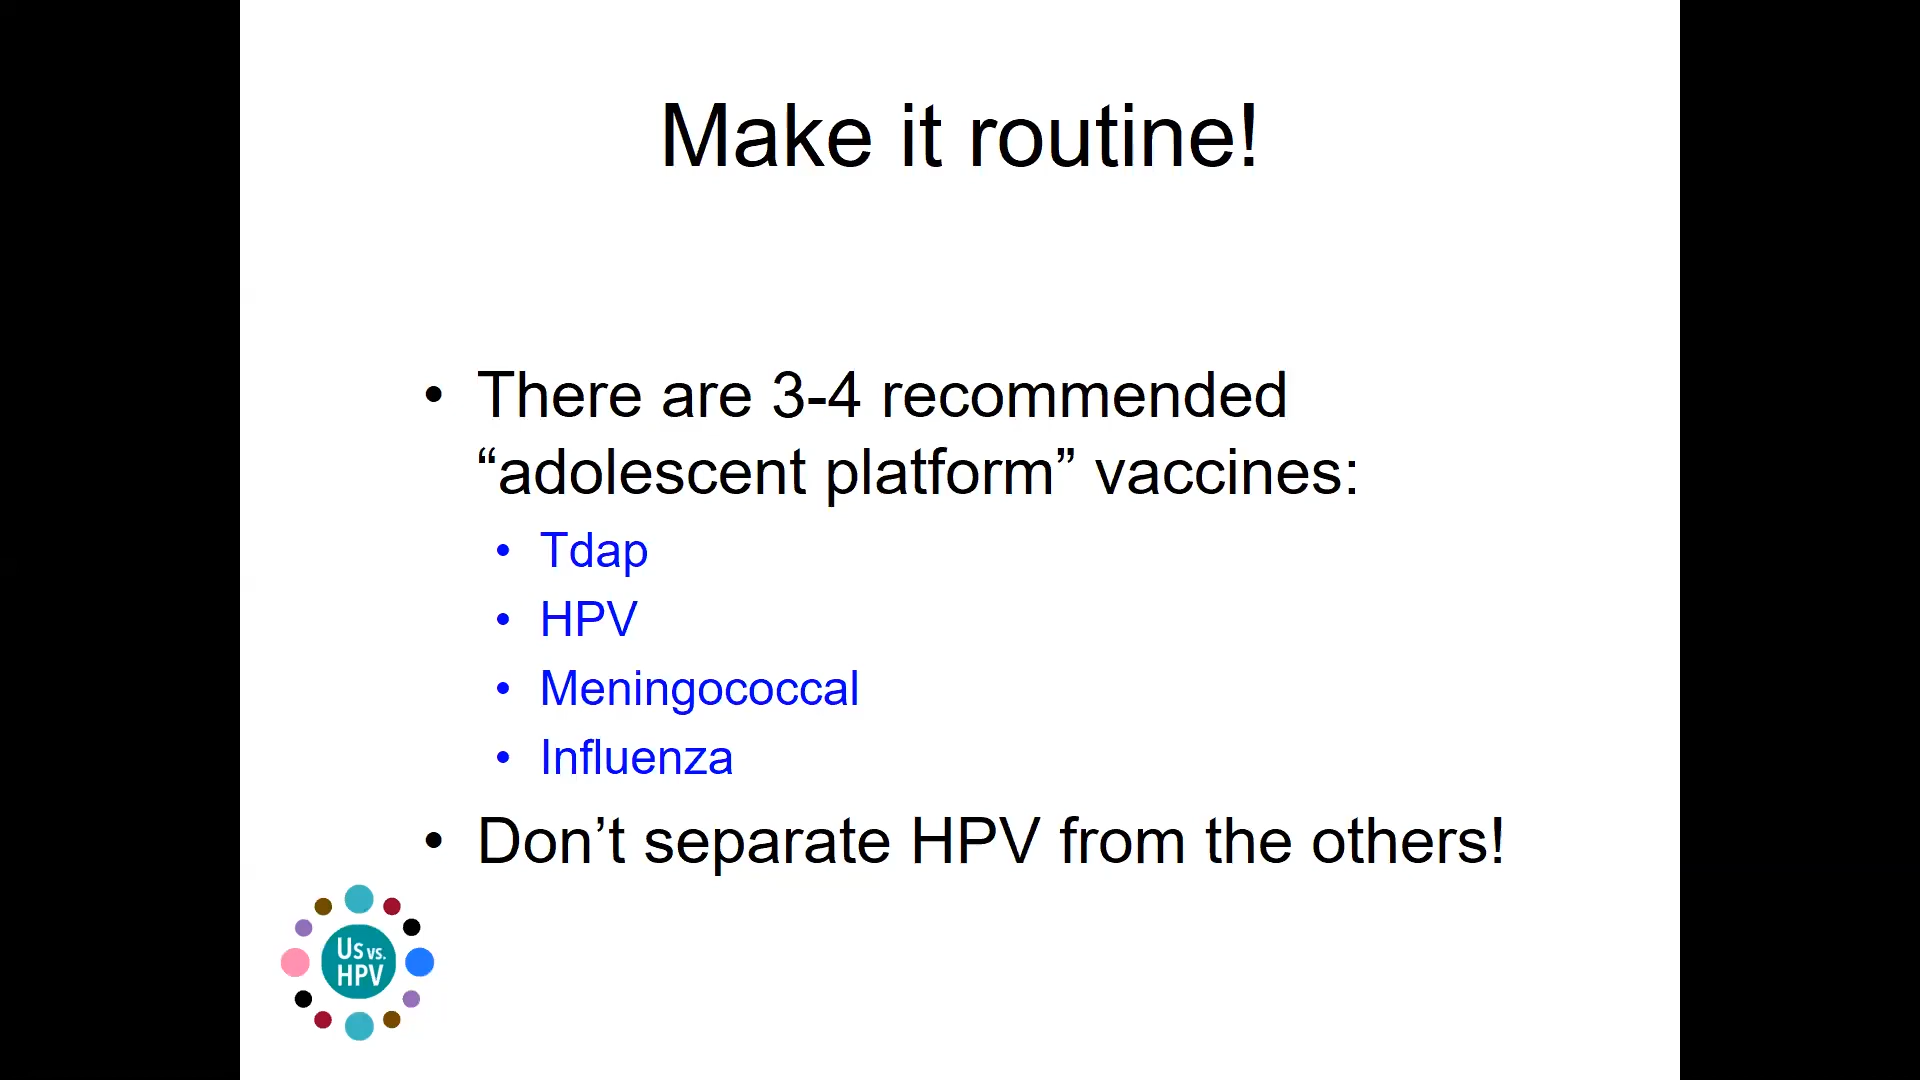 Make it routine!
• There are 3-4 recommended
“adolescent platform” vaccines:
• Tdap
• HPV
• Meningococcal
• Influenza
• Don’t separate HPV from the others!
Us vs.
HPV